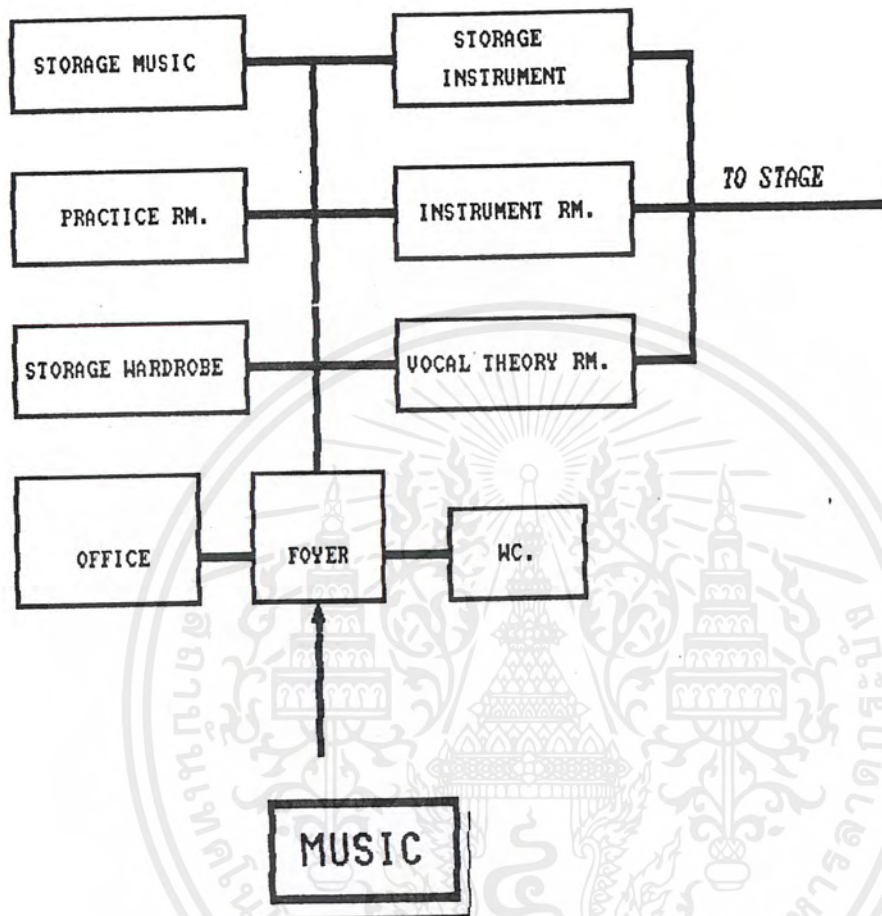 STORAGE MUSIC
STORAGE
INSTRUMENT
PRACTICE RM.
INSTRUMENT RM.
TO STAGE
STORAGE WARDROBE
VOCAL THEORY RM.
OFFICE
FOYER
WC.
MUSIC